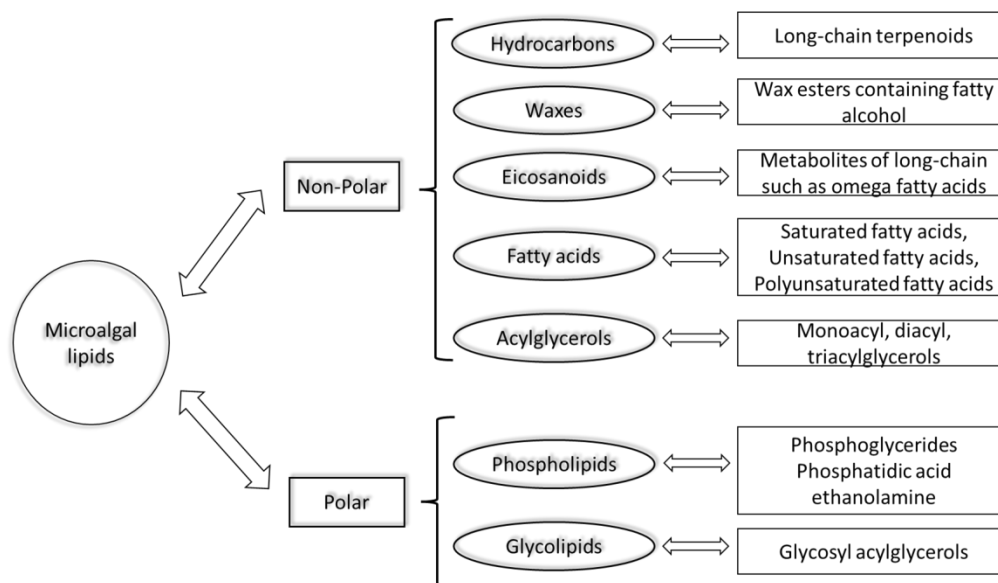 Microalgal
lipids
Non-Polar
Hydrocarbons
Long-chain terpenoids
Waxes
Wax esters containing fatty
alcohol
Eicosanoids
Metabolites of long-chain
such as omega fatty acids
Fatty acids
Saturated fatty acids,
Unsaturated fatty acids,
Polyunsaturated fatty acids
Acylglycerols
Monoacyl, diacyl,
triacylglycerols
Polar
Phospholipids
Phosphoglycerides
Phosphatidic acid
ethanolamine
Glycolipids
Glycosyl acylglycerols